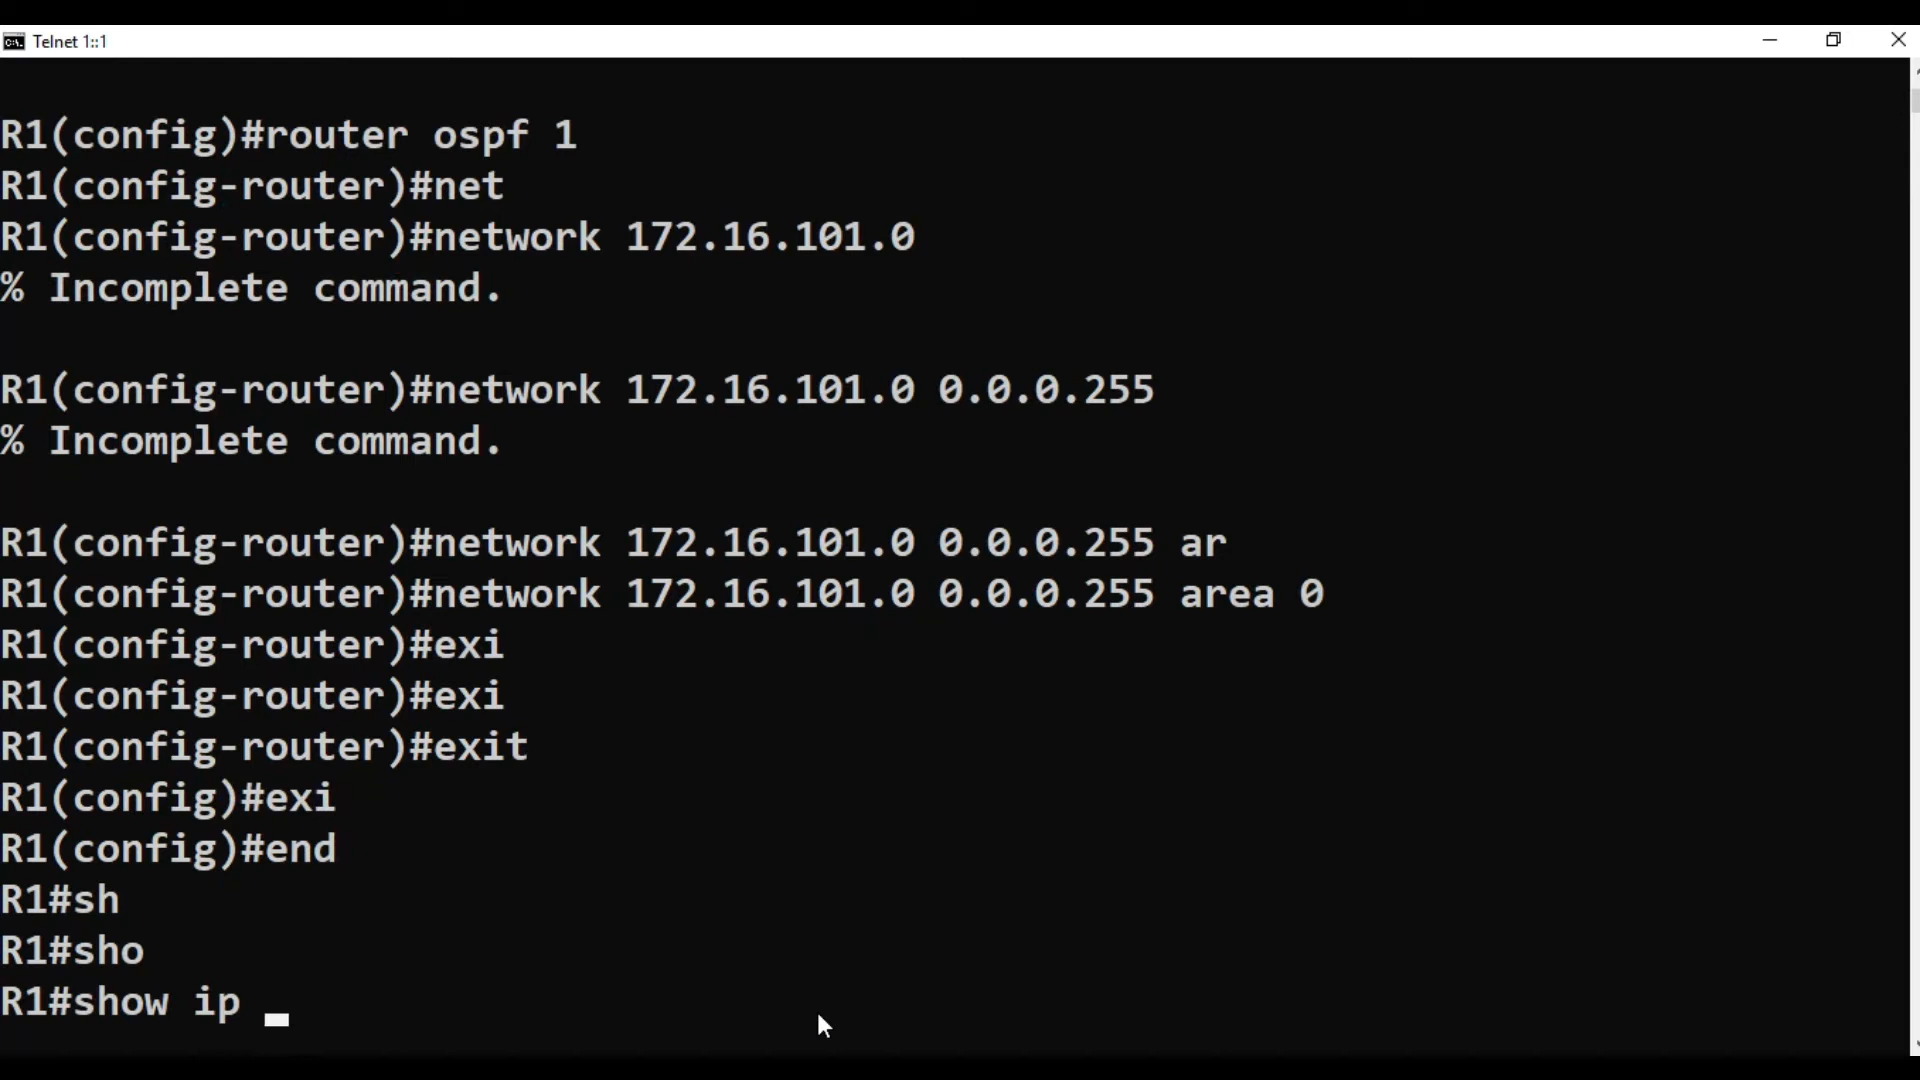 Telnet 1::1
R1(config)#router ospf 1
R1(config-router)#net
R1(config-router)#network 172.16.101.0
% Incomplete command.
R1(config-router)#network 172.16.101.0 0.0.0.255
% Incomplete command.
R1(config-router)#network 172.16.101.0 0.0.0.255 ar
R1(config-router)#network 172.16.101.0 0.0.0.255 area 0
R1(config-router)#exi
R1(config-router)#exi
R1(config-router)#exit
R1(config)#exi
R1(config)#end
R1#sh
R1#sho
R1#show ip